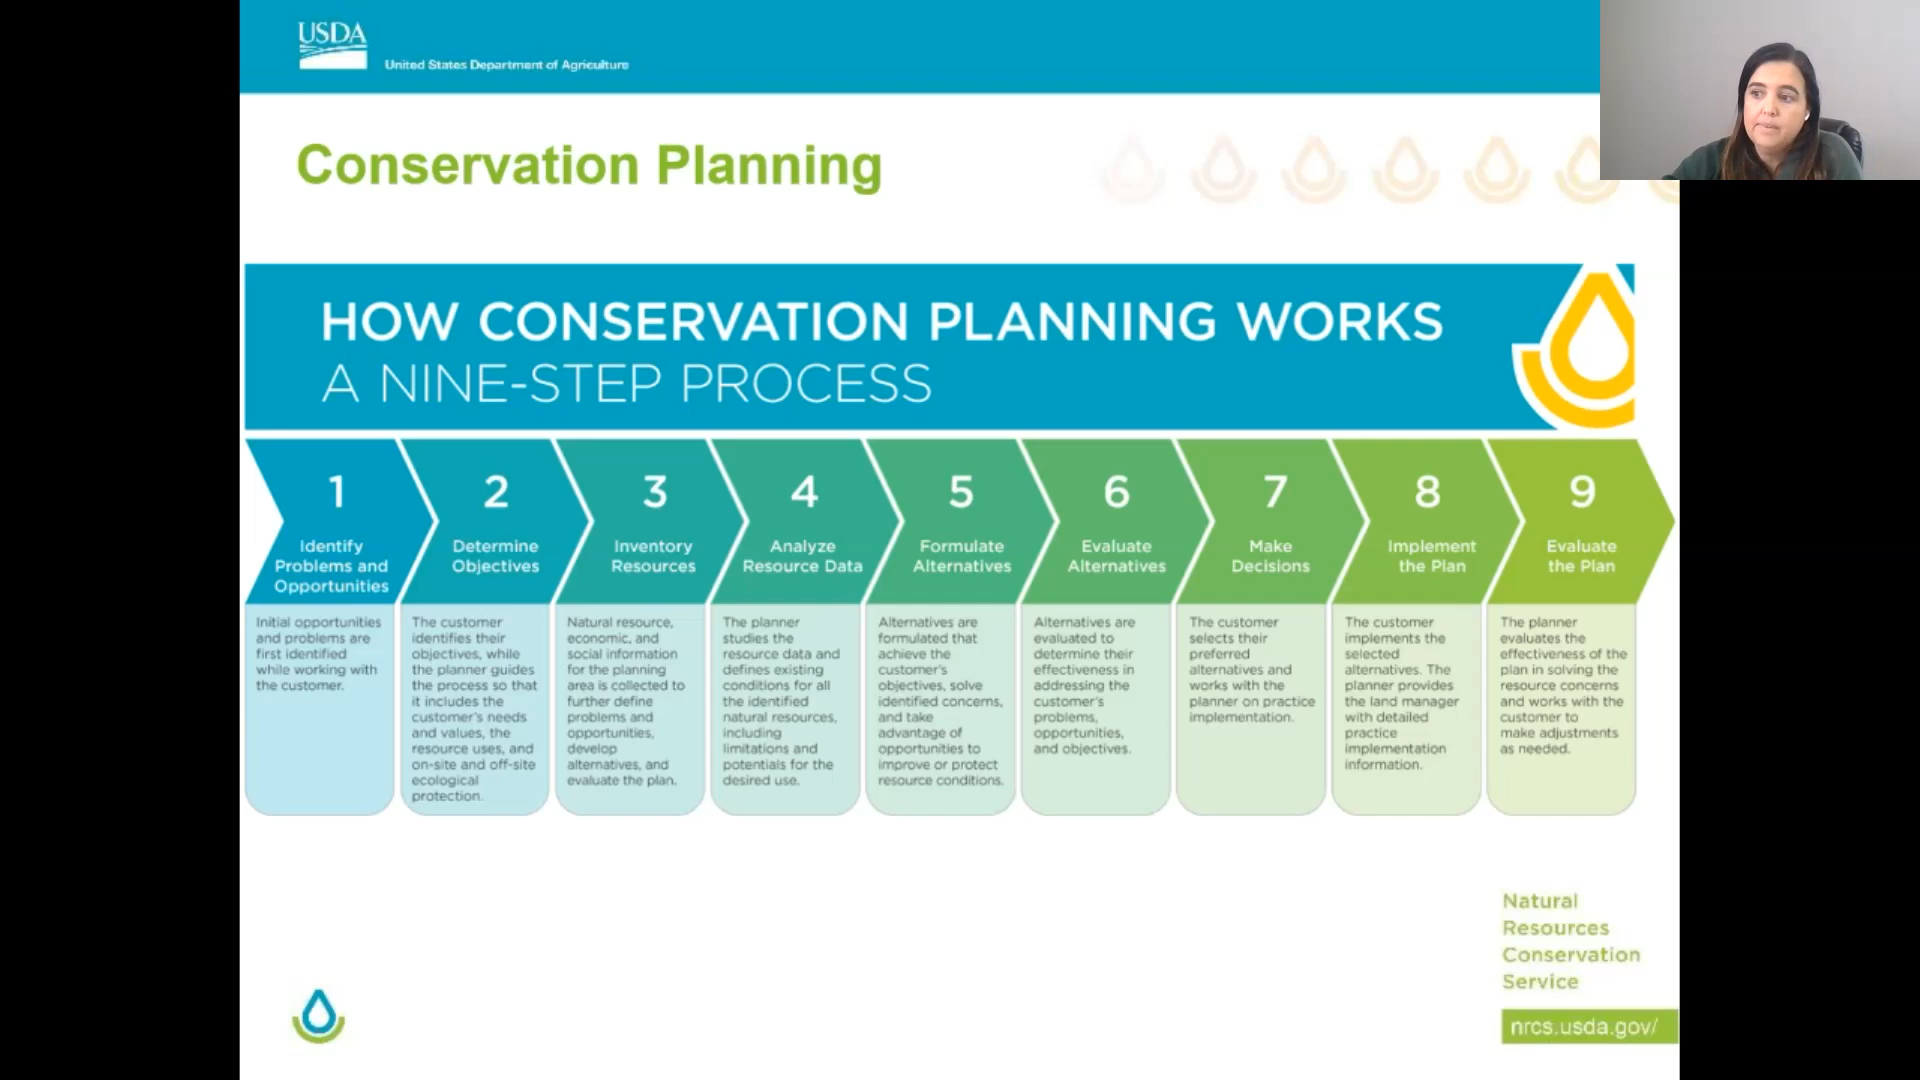 USDA
United States Department of Agriculture
Conservation Planning
HOW CONSERVATION PLANNING WORKS
A NINE-STEP PROCESS
1
Identify
Problems and
Opportunities
Initial opportunities
and problems are
first identified
while working with
the customer.
2
Determine
Objectives
The customer
identifies their
objectives, while
the planner guides
the process so that
it includes the
customer's needs
and values, the
resource uses, and
on-site and off-site
ecological
protection.
3
Inventory
Resources
Natural resource,
economic, and
social information
for the planning
area is collected to
further define
problems and
opportunities,
develop
alternatives, and
evaluate the plan.
4
Analyze
Resource Data
The planner
studies the
resource data and
defines existing
conditions for all
the identified
natural resources,
including
limitations and
potentials for the
desired use.
5
Formulate
Alternatives
Alternatives are
formulated that
achieve the
customer's
objectives, solve
identified concerns,
and take
advantage of
opportunities to
improve or protect
resource conditions.
6
Evaluate
Alternatives
Alternatives are
evaluated to
determine their
effectiveness in
addressing the
customer's
problems,
opportunities,
and objectives.
7
Make
Decisions
The customer
selects their
preferred
alternatives and
works with the
planner on practice
implementation.
8
Implement
the Plan
The customer
implements the
selected
alternatives. The
planner provides
the land manager
with detailed
practice
implementation
information.
9
Evaluate
the Plan
The planner
evaluates the
effectiveness of the
plan in solving the
resource concerns
and works with the
customer to
make adjustments
as needed.
Natural
Resources
Conservation
Service
nrcs.usda.gov/